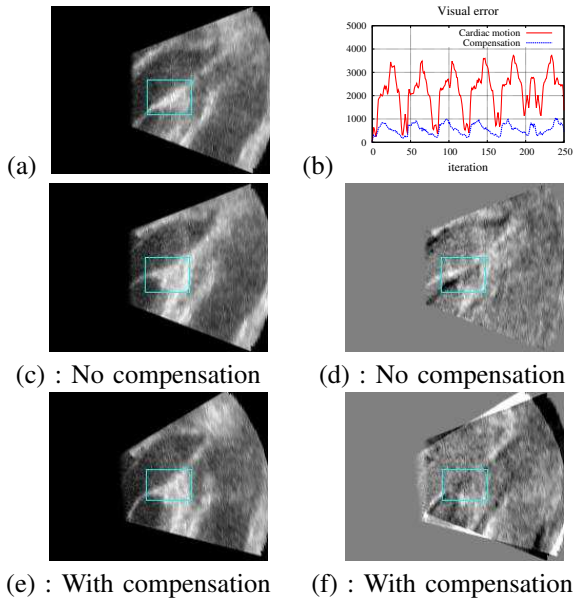 Visual error
5000
4000
3000
2000
1000
0
Cardiac motion
Compensation
0 50 100 150 200 250
iteration
(a)
(b)
(c) : No compensation
(d) : No compensation
(e) : With compensation
(f) : With compensation